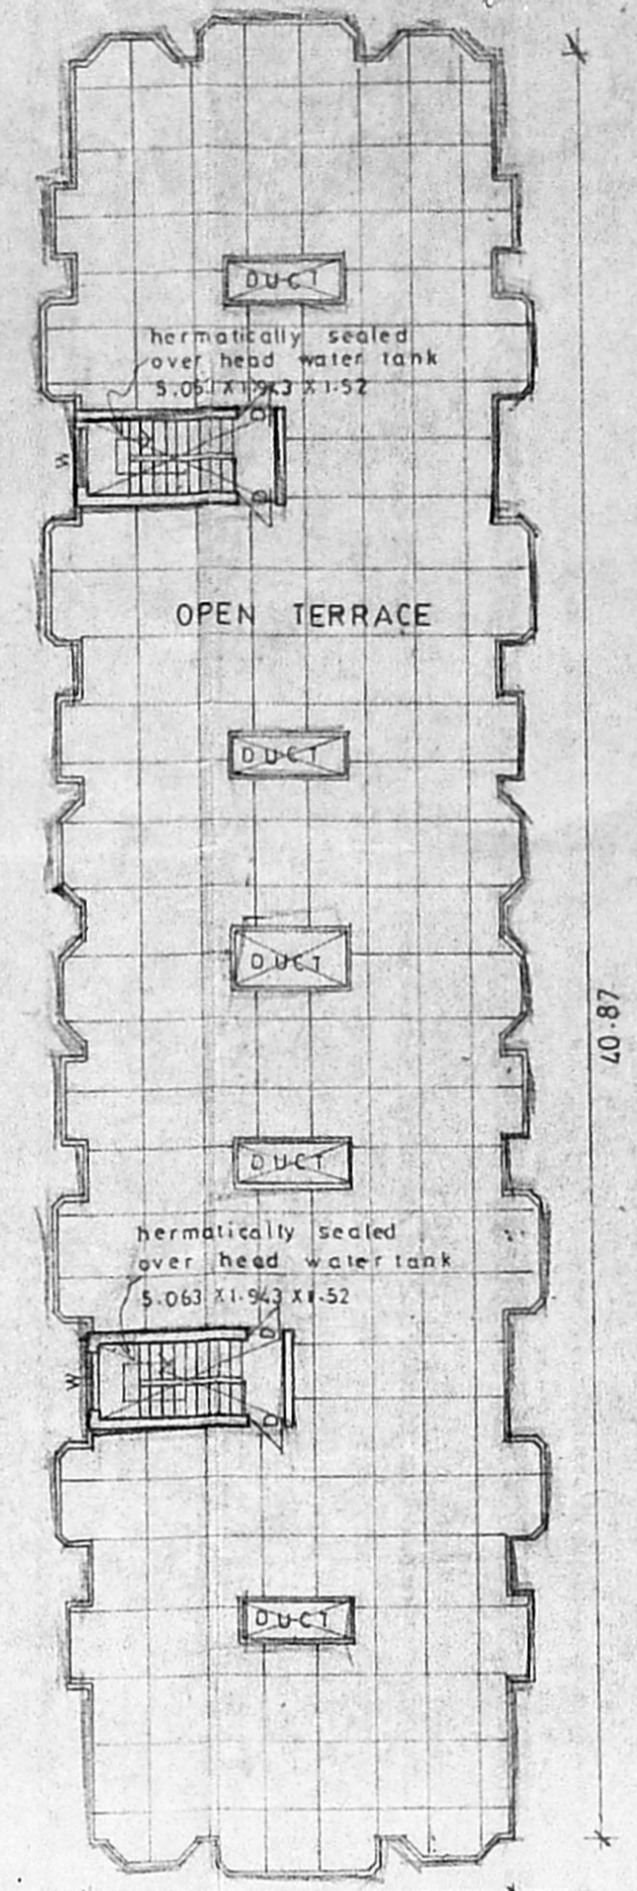 DUCT
hermatically sealed
over head water tank
D
W
D
OPEN TERRACE
DUCT
DUCT
40.87
DUCT
hermatically sealed
over head water tank
5.063 X 1.943 X 1.52
D
W
D
DUCT